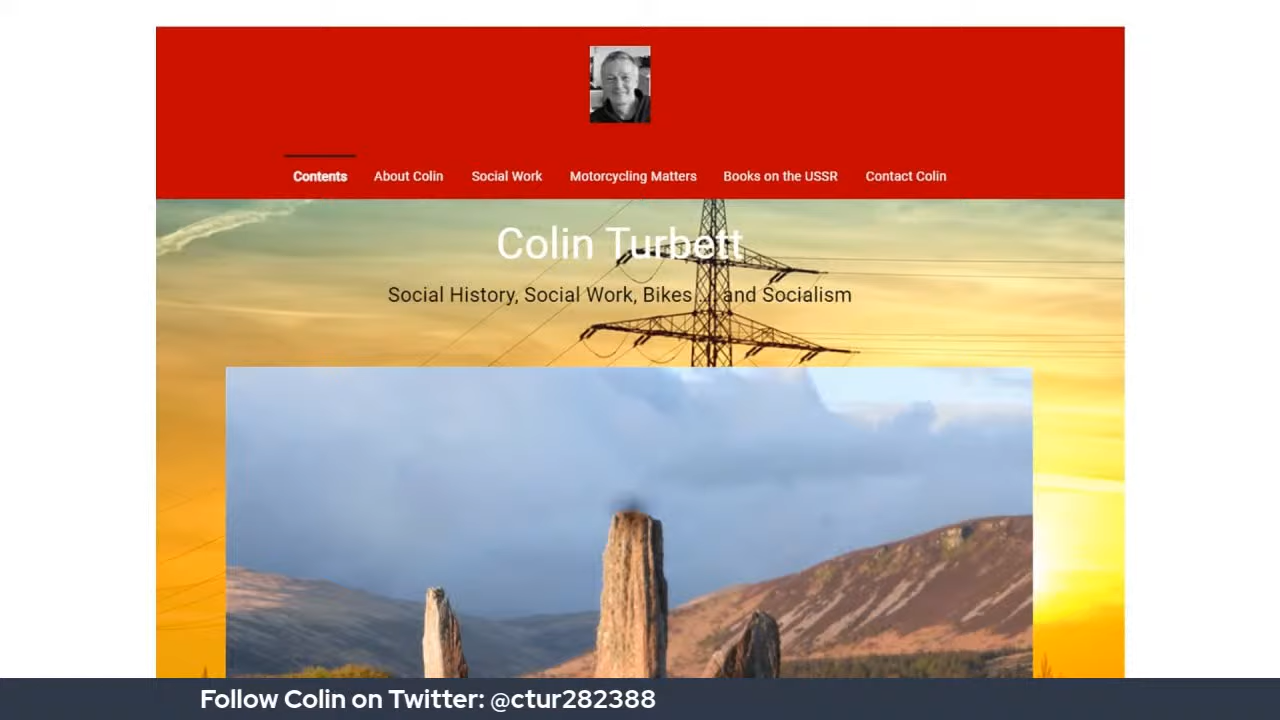 Contents About Colin Social Work Motorcycling Matters Books on the USSR Contact Colin
Colin Turbett
Social History, Social Work, Bikes ... and Socialism
Follow Colin on Twitter: @ctur282388